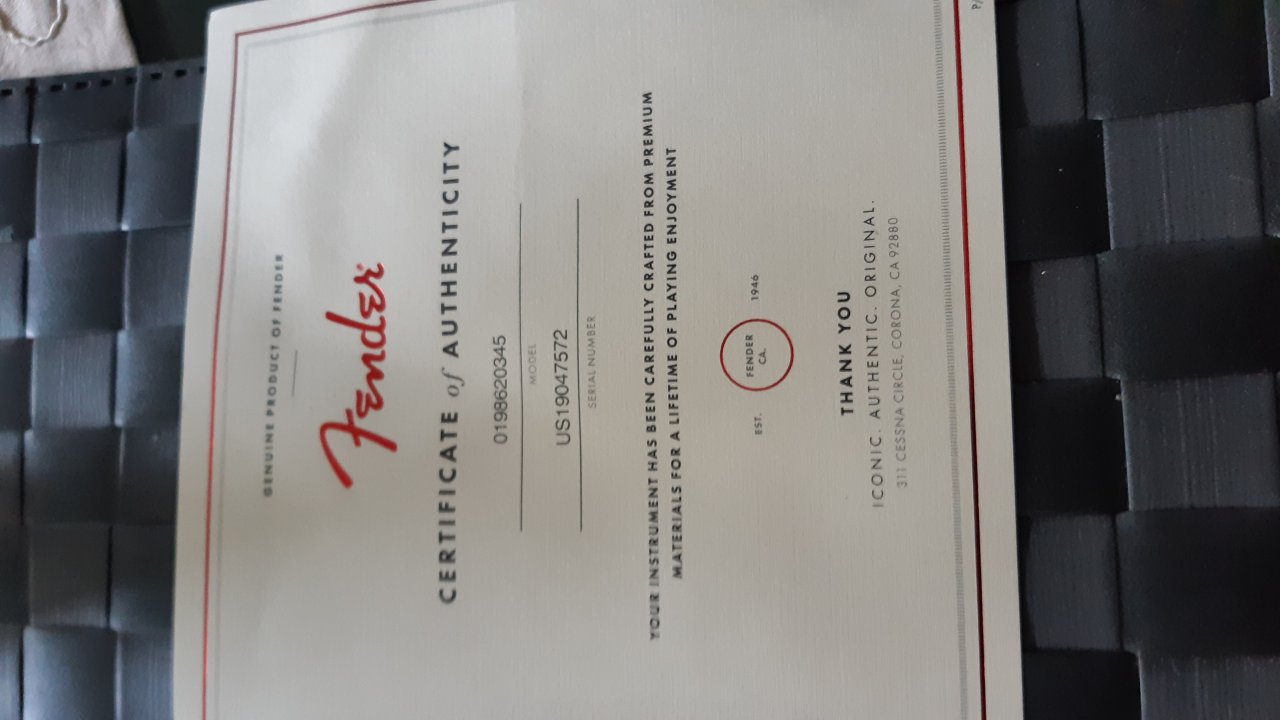 GENUINE PRODUCT OF FENDER
Fender
CERTIFICATE of AUTHENTICITY
0198620345
MODEL
US19047572
SERIAL NUMBER
YOUR INSTRUMENT HAS BEEN CAREFULLY CRAFTED FROM PREMIUM
MATERIALS FOR A LIFETIME OF PLAYING ENJOYMENT
EST. FENDER CA. 1946
THANK YOU
ICONIC. AUTHENTIC. ORIGINAL.
311 CESSNA CIRCLE, CORONA, CA 92880